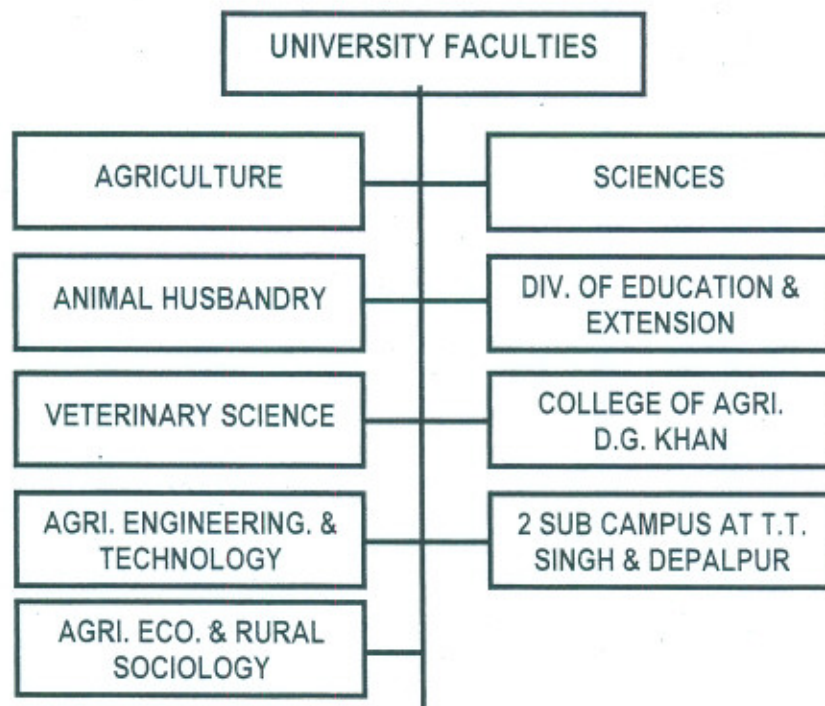 UNIVERSITY FACULTIES
AGRICULTURE
SCIENCES
ANIMAL HUSBANDRY
DIV. OF EDUCATION &
EXTENSION
VETERINARY SCIENCE
COLLEGE OF AGRI.
D.G. KHAN
AGRI. ENGINEERING. &
TECHNOLOGY
2 SUB CAMPUS AT T.T.
SINGH & DEPALPUR
AGRI. ECO. & RURAL
SOCIOLOGY